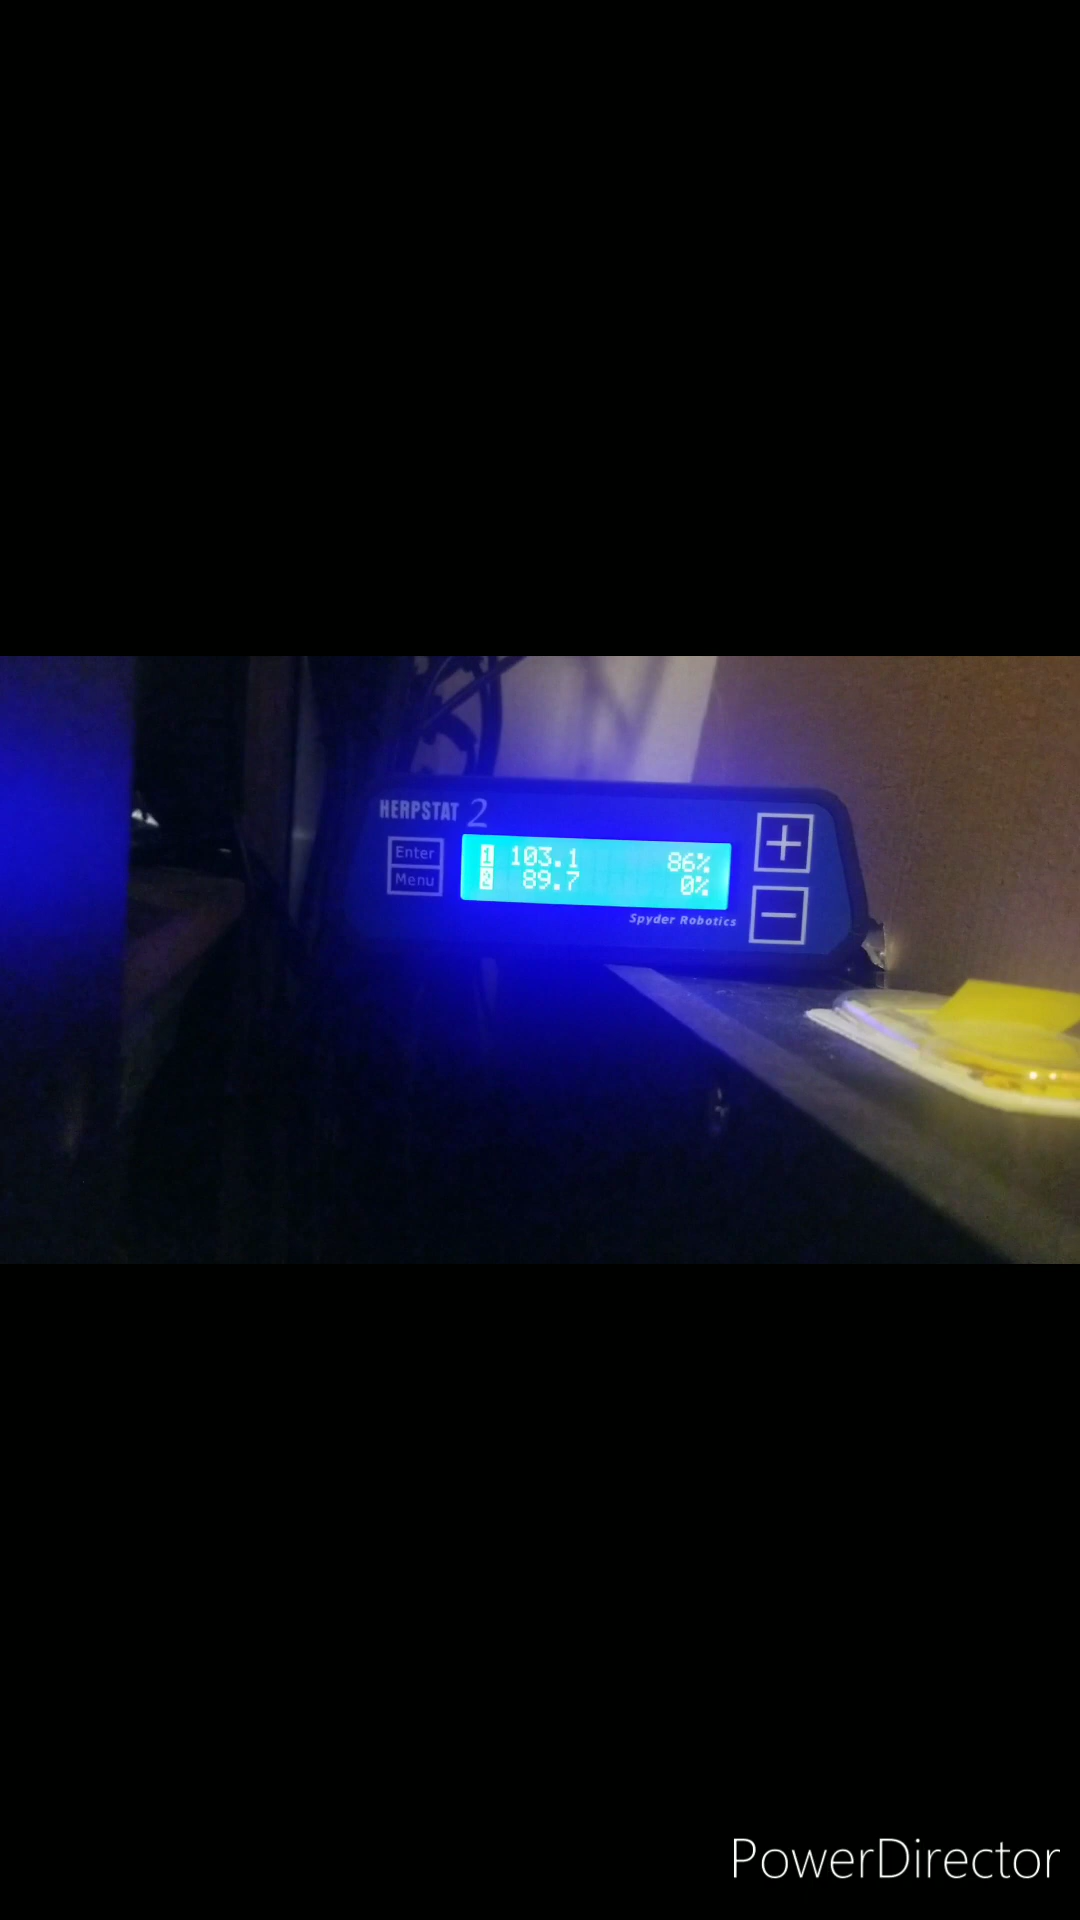 HERPSTAT 2
Enter
Menu
1 103.1 86%
2 89.7 0%
+
-
Spyder Robotics
PowerDirector